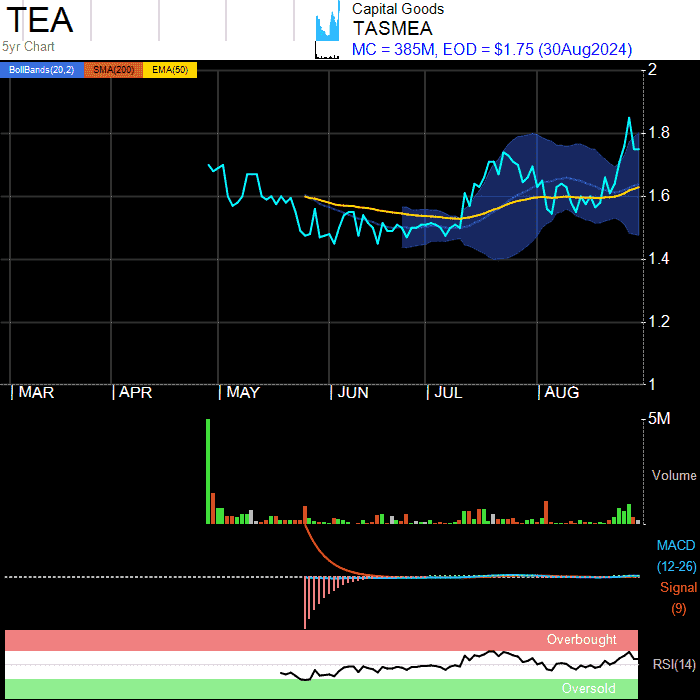 TEA
5yr Chart
Capital Goods
TASMEA
MC = 385M, EOD = $1.75 (30Aug2024)
BollBands(20,2) SMA(200) EMA(50)
2
1.8
1.6
1.4
1.2
1
MAR APR MAY JUN JUL AUG
5M
Volume
MACD
(12-26)
Signal
(9)
Overbought
RSI(14)
Oversold